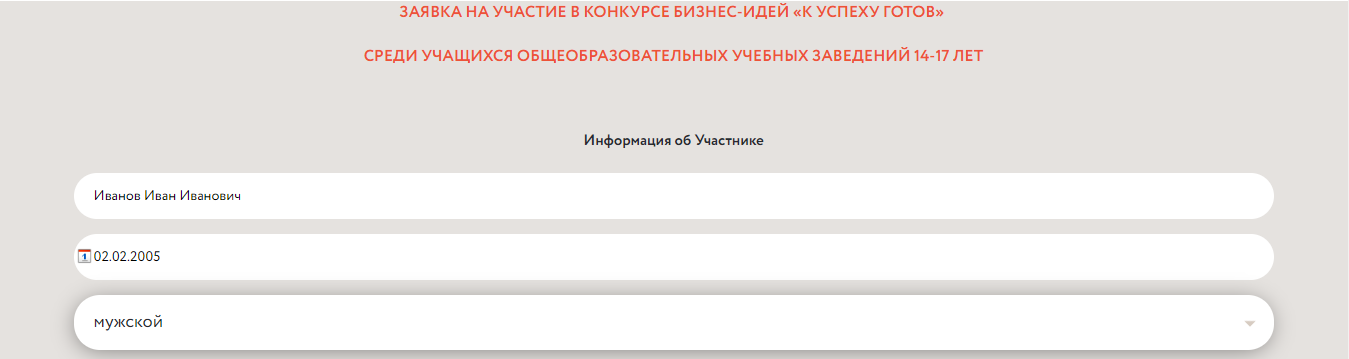 ЗАЯВКА НА УЧАСТИЕ В КОНКУРСЕ БИЗНЕС-ИДЕЙ «К УСПЕХУ ГОТОВ»
СРЕДИ УЧАЩИХСЯ ОБЩЕОБРАЗОВАТЕЛЬНЫХ УЧЕБНЫХ ЗАВЕДЕНИЙ 14-17 ЛЕТ
Информация об Участнике
Иванов Иван Иванович
02.02.2005
мужской